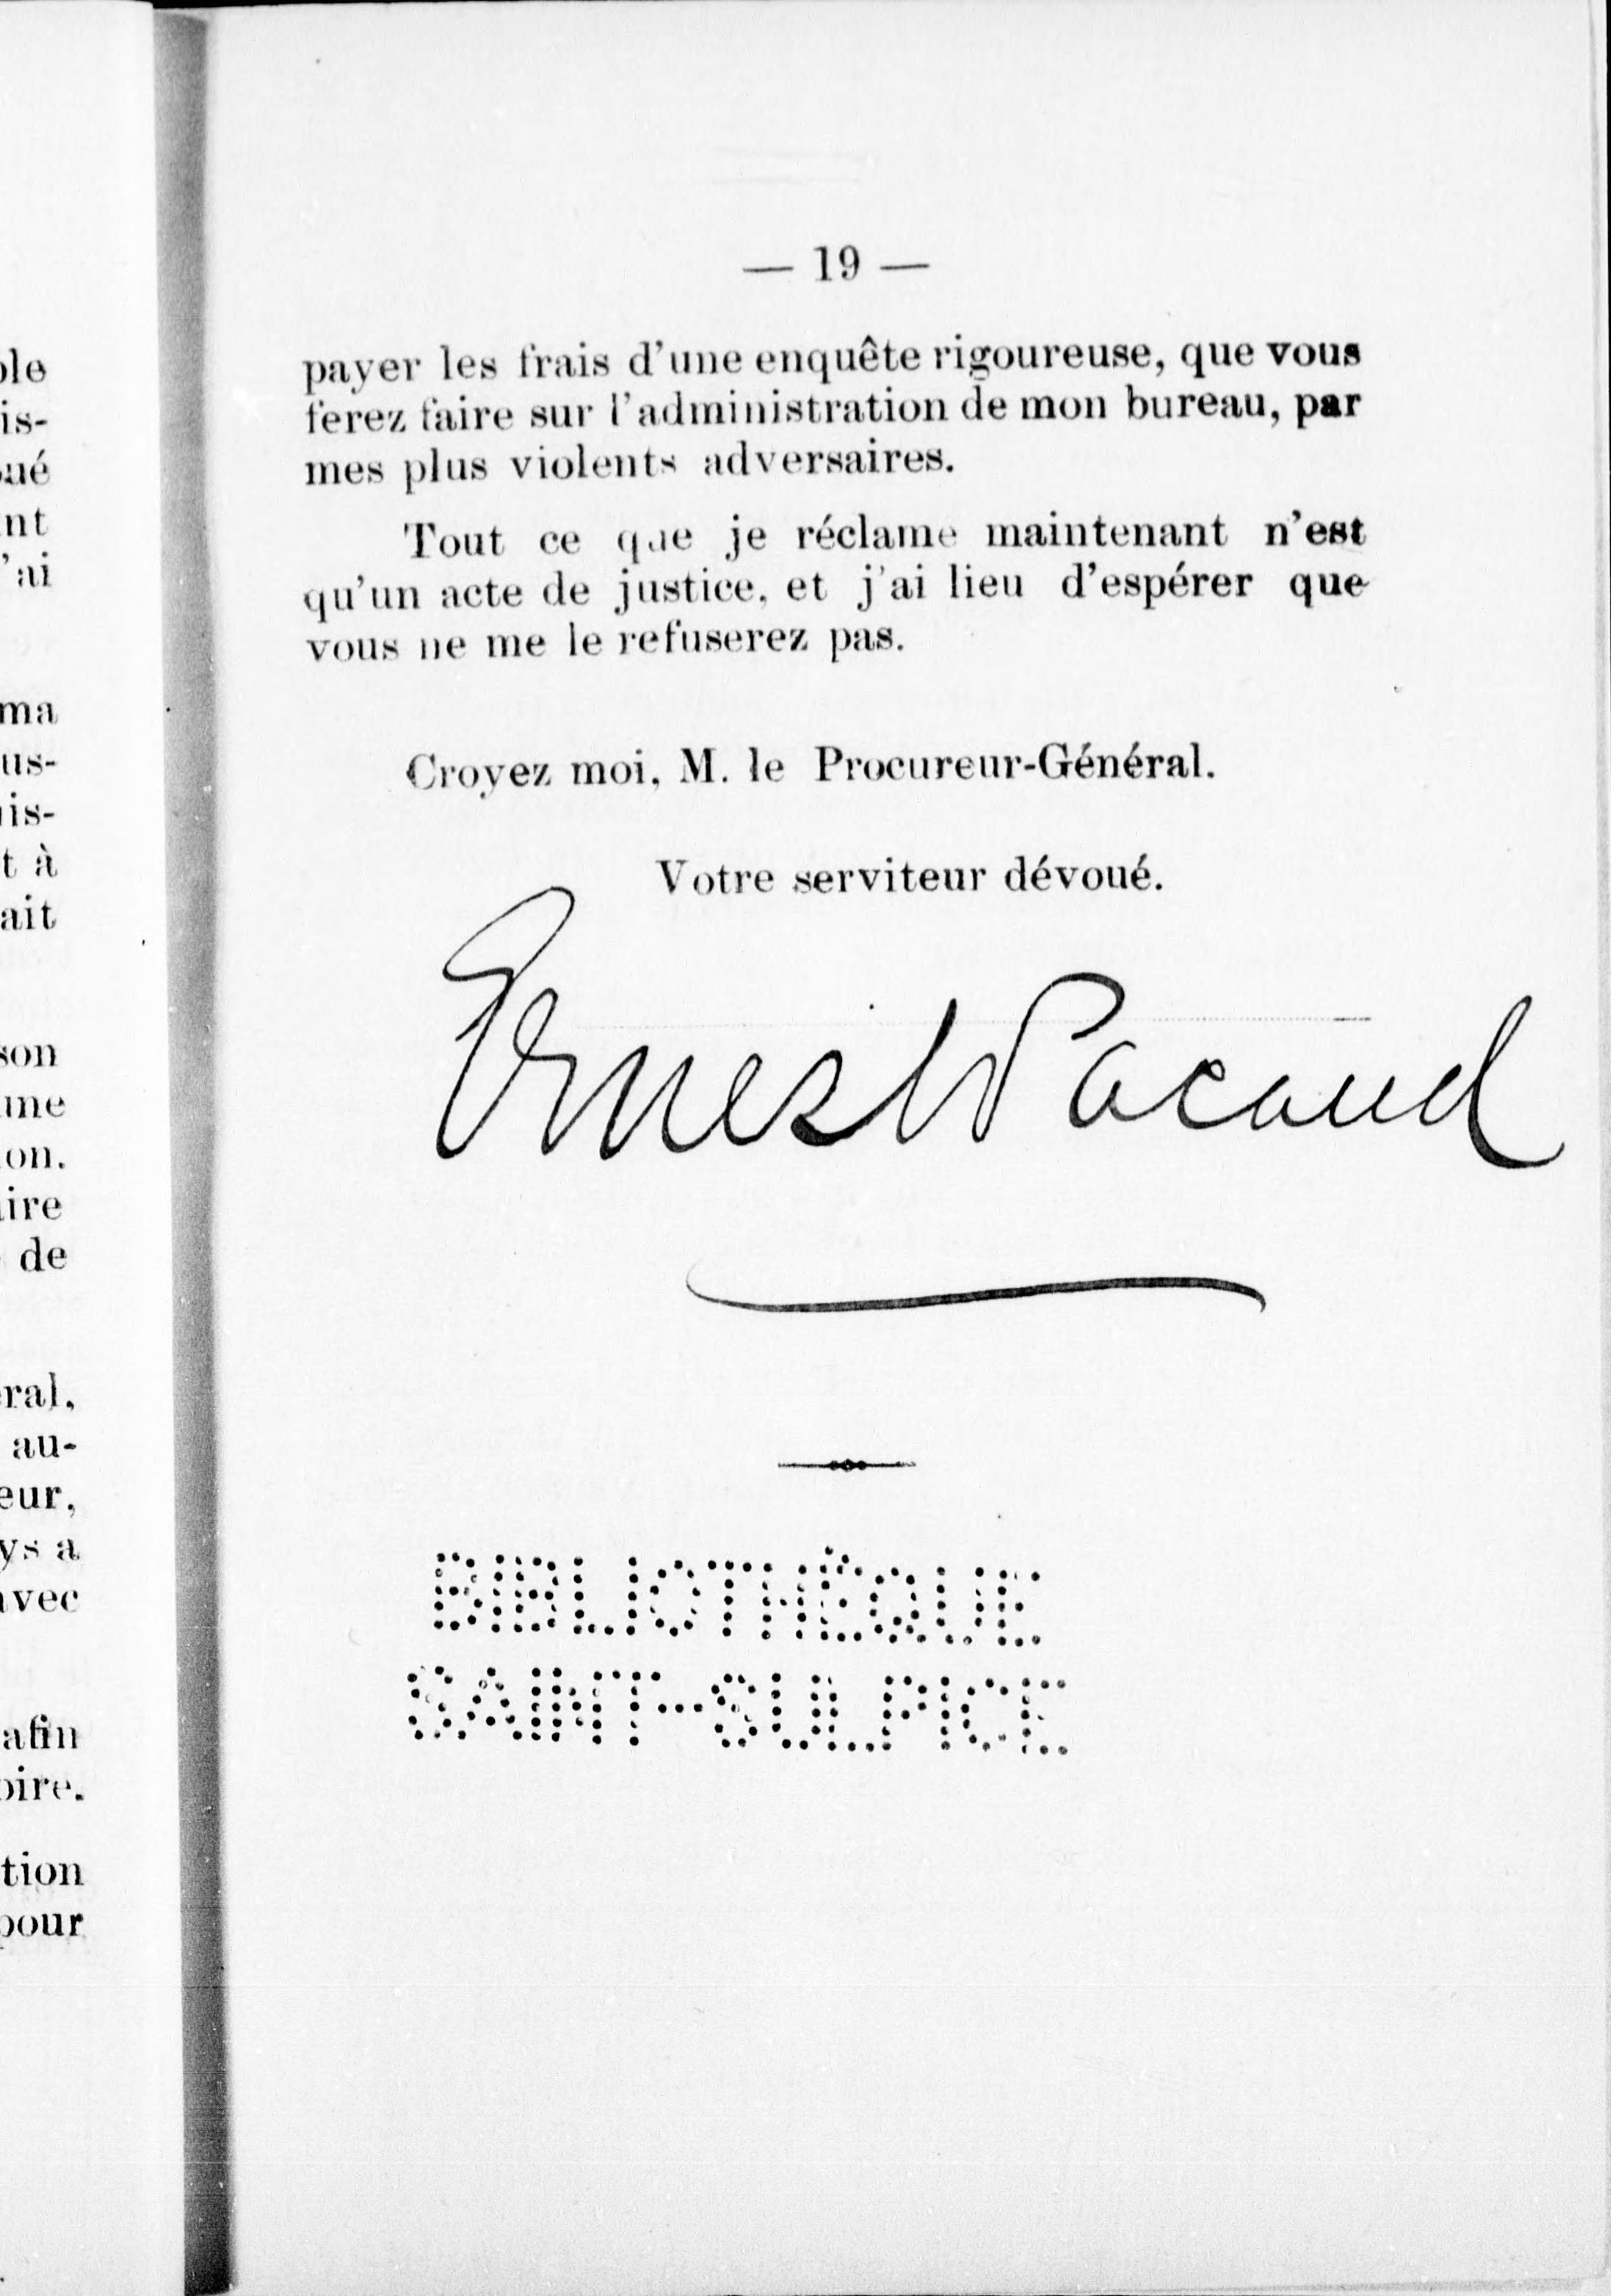 — 19 —
payer les frais d'une enquête rigoureuse, que vous
ferez faire sur l'administration de mon bureau, par
mes plus violents adversaires.
Tout ce que je réclame maintenant n'est
qu'un acte de justice, et j'ai lieu d'espérer que
vous ne me le refuserez pas.
Croyez moi, M. le Procureur-Général.
Votre serviteur dévoué.
Ernest Pacaud
BIBLIOTHÈQUE
SAINT-SULPICE